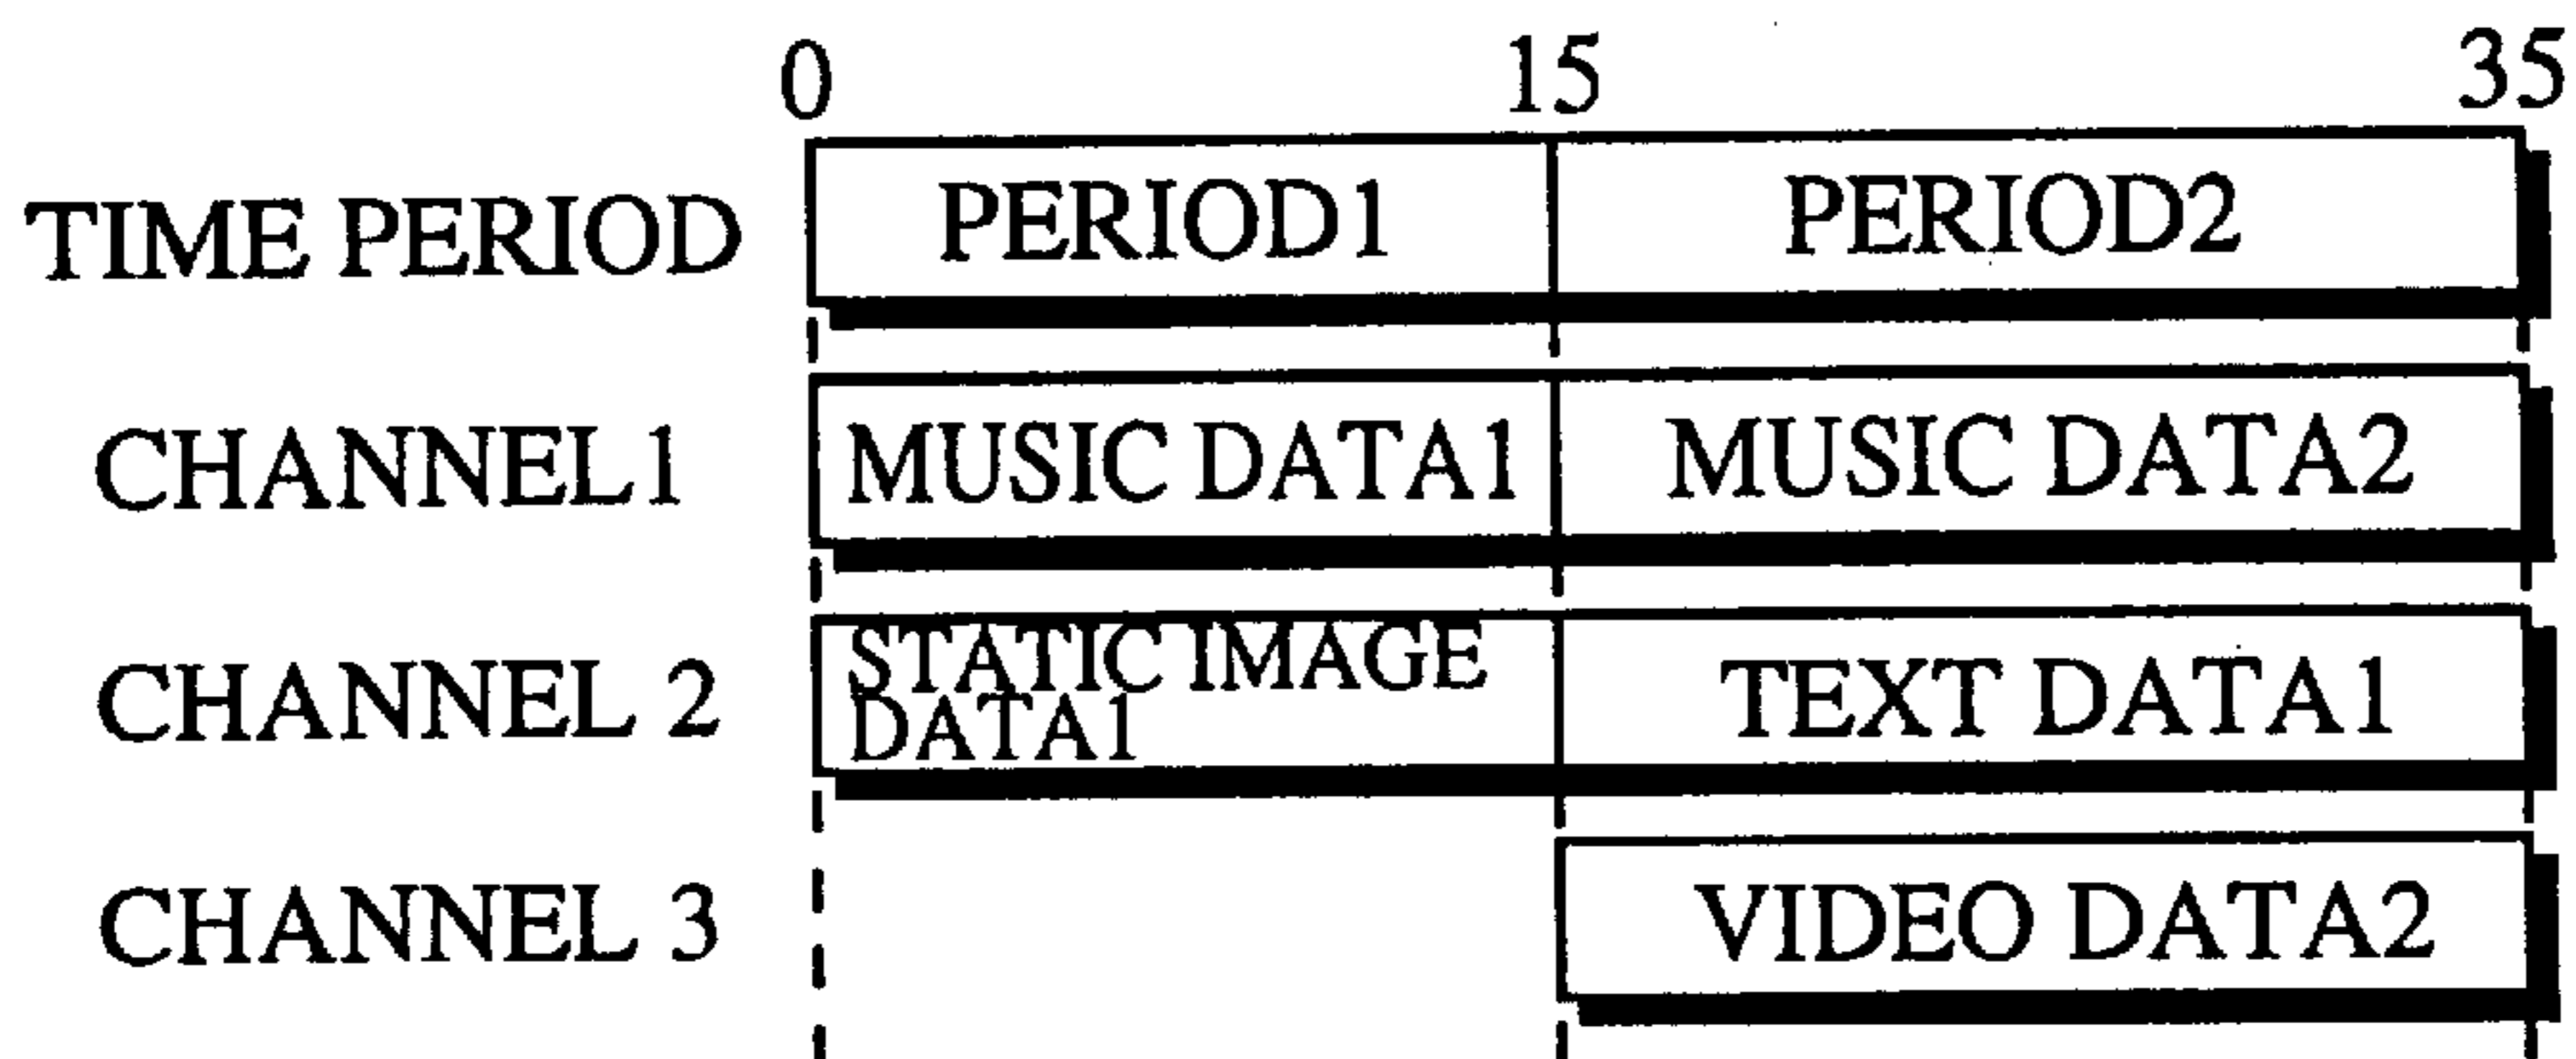 0 15 35
TIME PERIOD PERIOD1 PERIOD2
CHANNEL1 MUSIC DATA1 MUSIC DATA2
CHANNEL 2 STATIC IMAGE DATA1 TEXT DATA1
CHANNEL 3 VIDEO DATA2